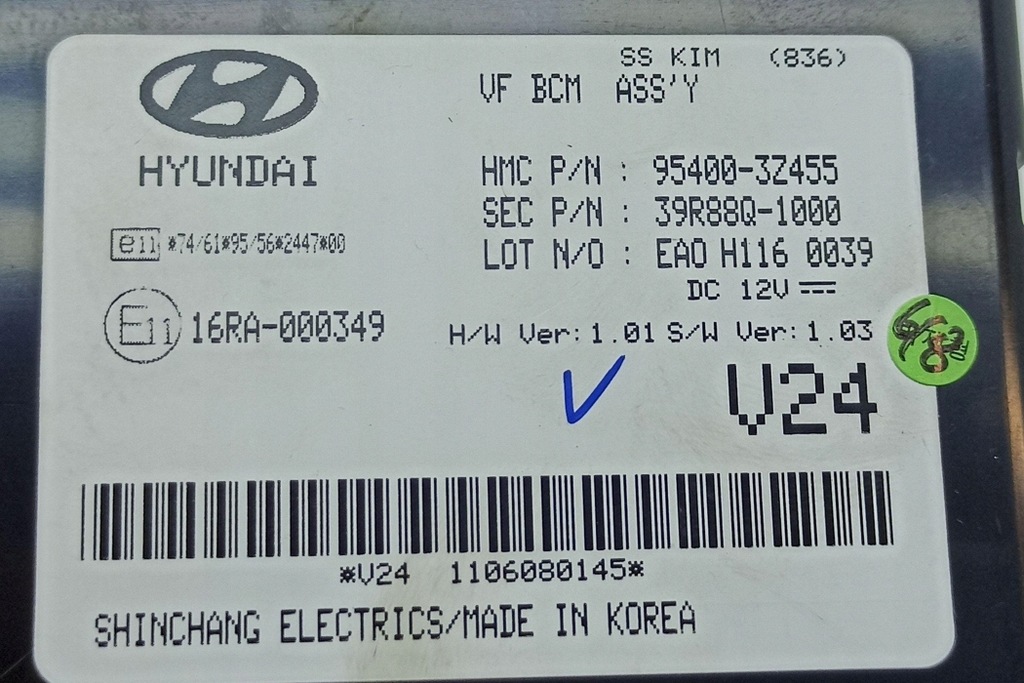 SS KIM (836)
VF BCM ASS'Y
HYUNDAI
HMC P/N : 95400-3Z455
SEC P/N : 39R88Q-1000
LOT N/O : EA0 H116 0039
DC 12V
e11 *74/61*95/56*2447*00
E11 16RA-000349
H/W Ver: 1.01 S/W Ver: 1.03
V24
*V24 1106080145*
SHINCHANG ELECTRICS/MADE IN KOREA